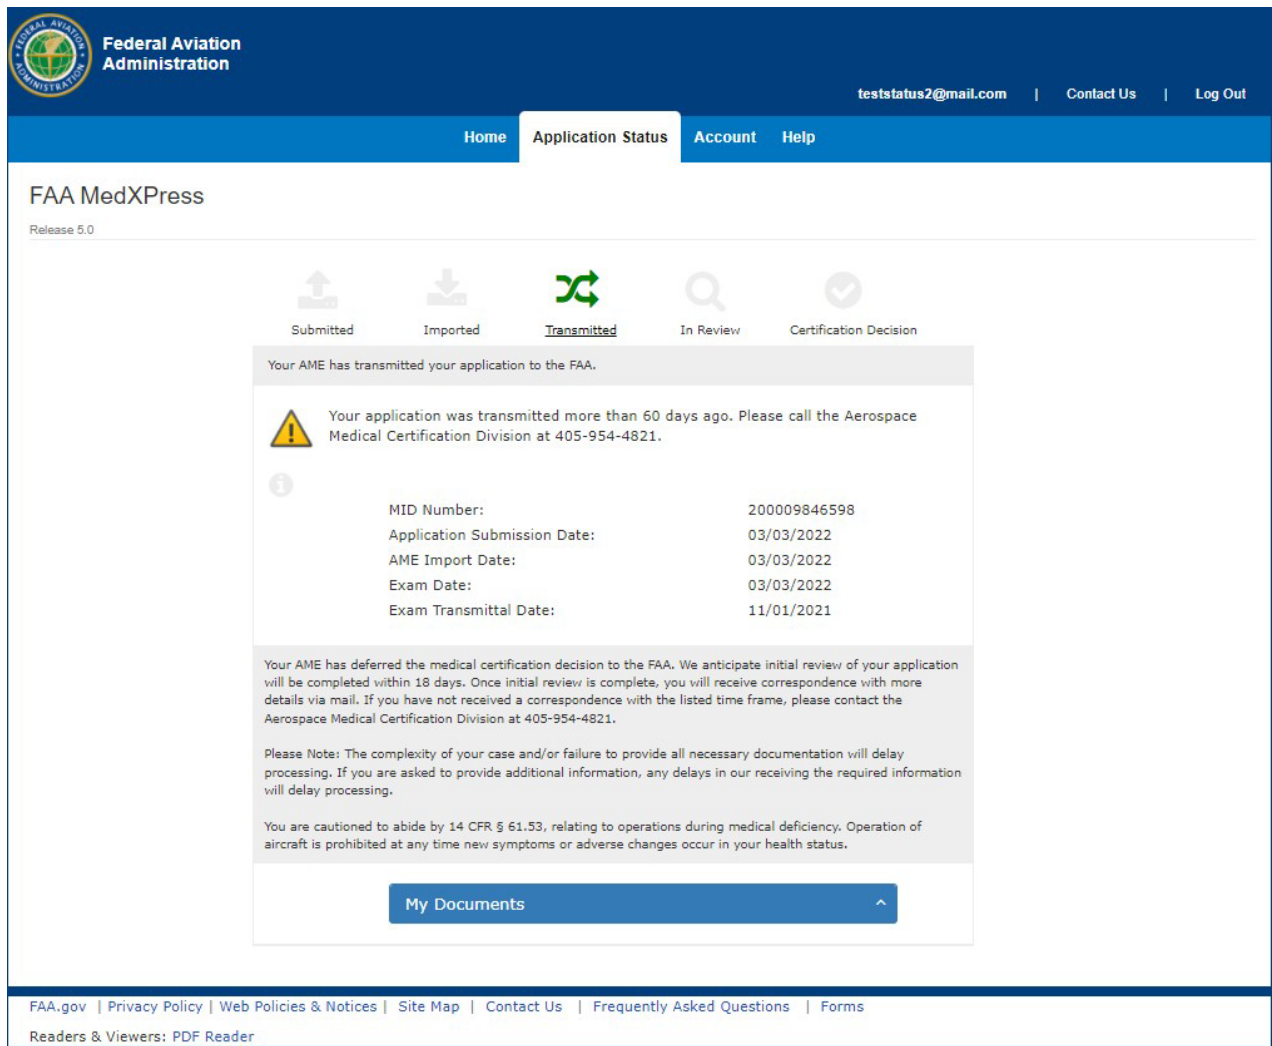 FEDERAL AVIATION
ADMINISTRATION
Federal Aviation
Administration
teststatus2@mail.com | Contact Us | Log Out
Home Application Status Account Help
FAA MedXPress
Release 5.0
Submitted Imported Transmitted In Review Certification Decision
Your AME has transmitted your application to the FAA.
Your application was transmitted more than 60 days ago. Please call the Aerospace
Medical Certification Division at 405-954-4821.
MID Number: 200009846598
Application Submission Date: 03/03/2022
AME Import Date: 03/03/2022
Exam Date: 03/03/2022
Exam Transmittal Date: 11/01/2021
Your AME has deferred the medical certification decision to the FAA. We anticipate initial review of your application
will be completed within 18 days. Once initial review is complete, you will receive correspondence with more
details via mail. If you have not received a correspondence with the listed time frame, please contact the
Aerospace Medical Certification Division at 405-954-4821.
Please Note: The complexity of your case and/or failure to provide all necessary documentation will delay
processing. If you are asked to provide additional information, any delays in our receiving the required information
will delay processing.
You are cautioned to abide by 14 CFR § 61.53, relating to operations during medical deficiency. Operation of
aircraft is prohibited at any time new symptoms or adverse changes occur in your health status.
My Documents
FAA.gov | Privacy Policy | Web Policies & Notices | Site Map | Contact Us | Frequently Asked Questions | Forms
Readers & Viewers: PDF Reader